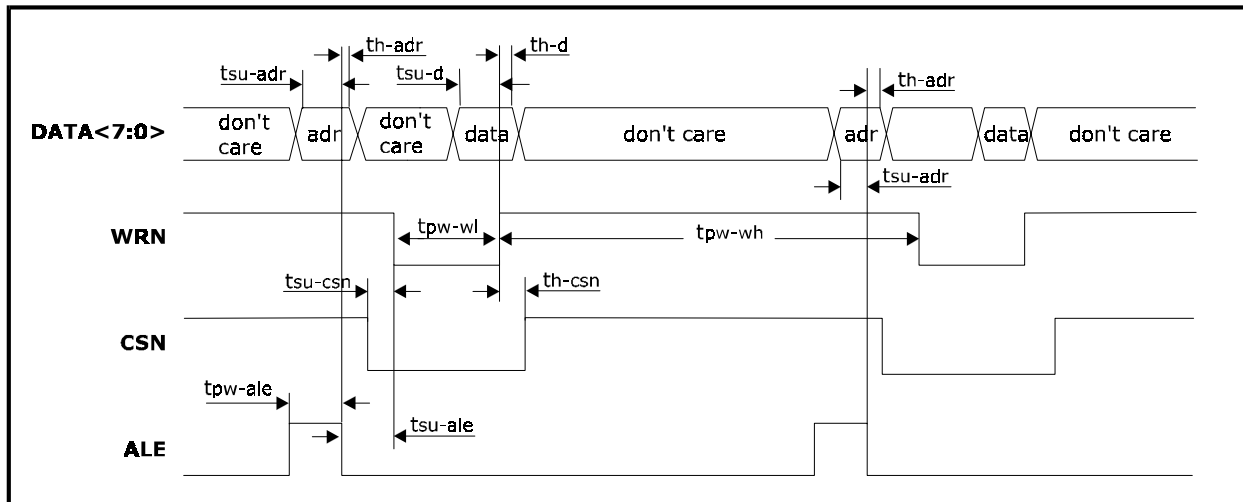 th-adr
th-d
tsu-adr
tsu-d
th-adr
DATA<7:0>
don't care
adr
don't care
data
don't care
adr
data
don't care
tsu-adr
WRN
tpw-wl
tpw-wh
tsu-csn
th-csn
CSN
tpw-ale
tsu-ale
ALE